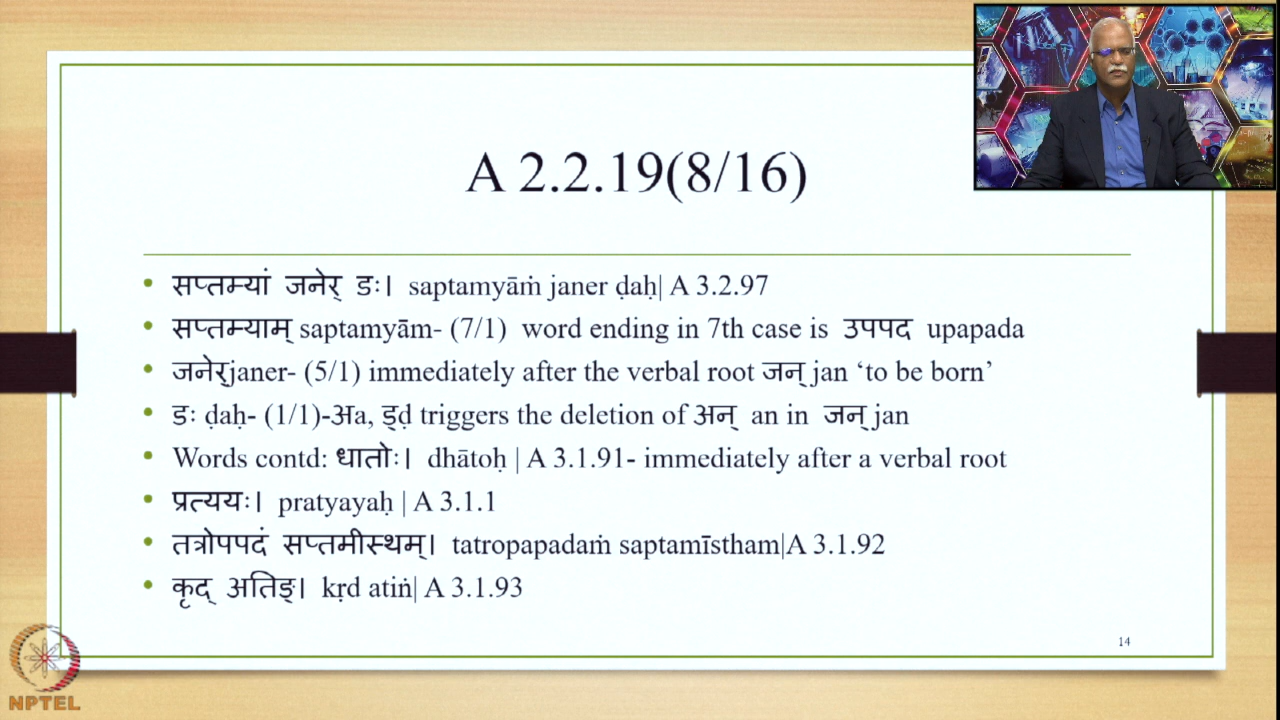 A 2.2.19(8/16)
सप्तम्यां जनेर् डः। saptamyāṁ janer ḍaḥ| A 3.2.97
सप्तम्याम् saptamyām- (7/1) word ending in 7th case is उपपद upapada
जनेर्janer- (5/1) immediately after the verbal root जन् jan ‘to be born’
डः ḍaḥ- (1/1)-अa, ड्ḍ triggers the deletion of अन् an in जन् jan
Words contd: धातोः। dhātoḥ | A 3.1.91- immediately after a verbal root
प्रत्ययः। pratyayaḥ | A 3.1.1
तत्रोपपदं सप्तमीस्थम्। tatropapadaṁ saptamīstham|A 3.1.92
कृद् अतिङ्। kṛd atiṅ| A 3.1.93
14
NPTEL